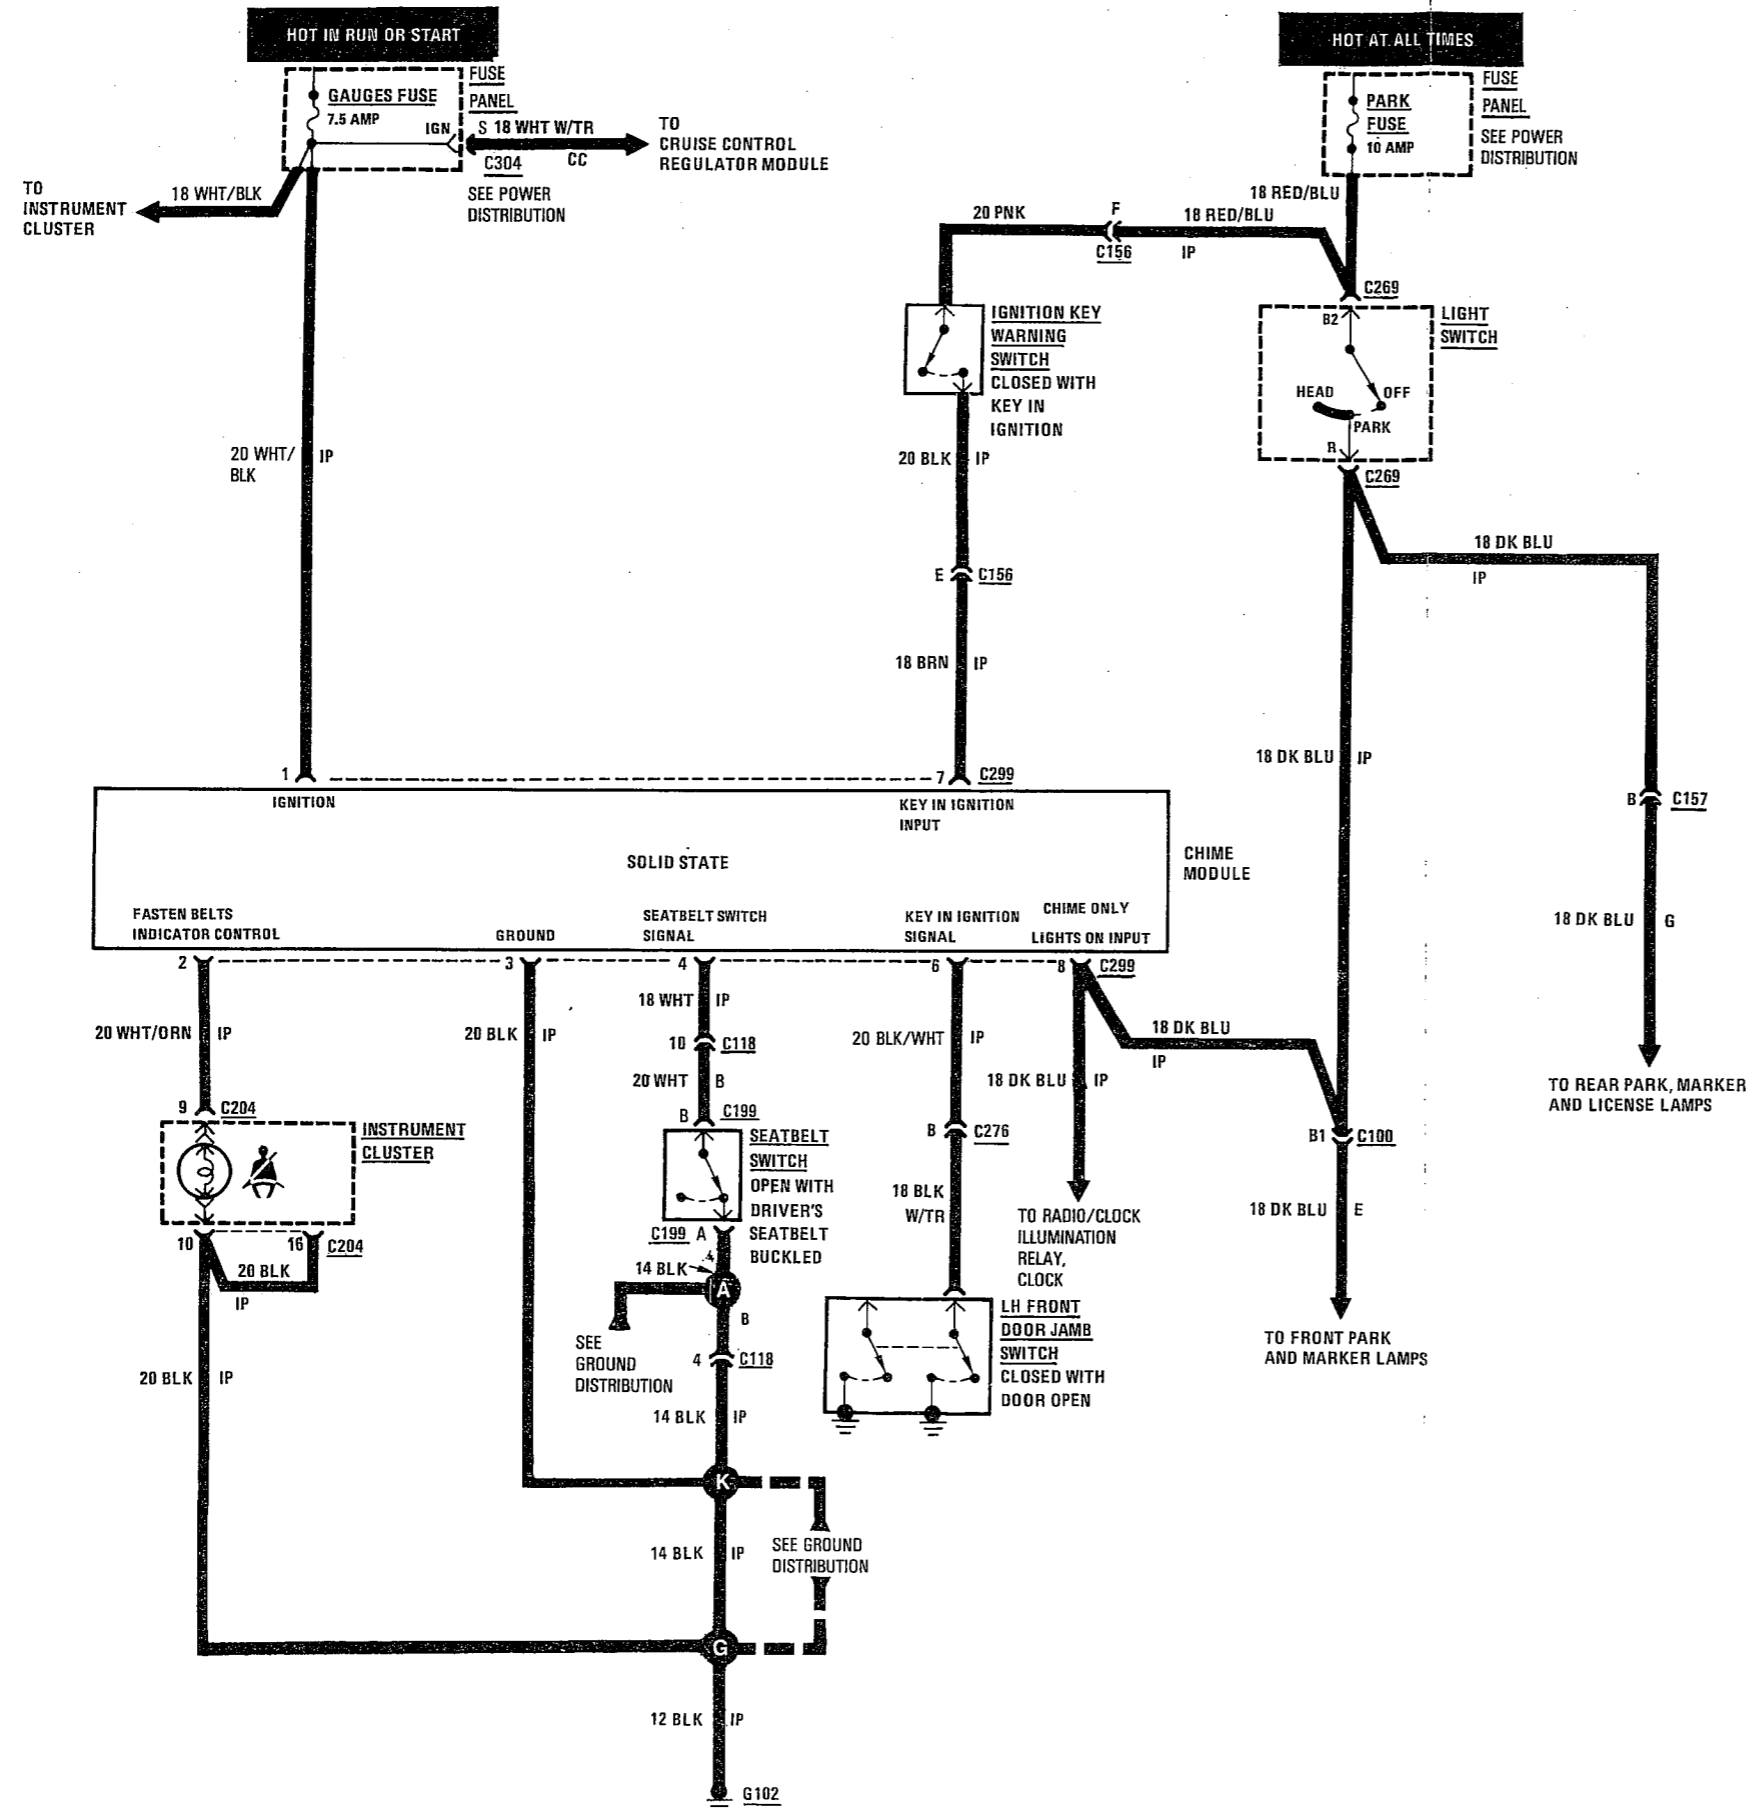 HOT IN RUN OR START
HOT AT ALL TIMES
GAUGES FUSE
7.5 AMP
FUSE
PANEL
IGN
S 18 WHT W/TR
CC
C304
SEE POWER
DISTRIBUTION
TO
CRUISE CONTROL
REGULATOR MODULE
TO
INSTRUMENT
CLUSTER
18 WHT/BLK
PARK
FUSE
10 AMP
FUSE
PANEL
SEE POWER
DISTRIBUTION
18 RED/BLU
20 PNK
F
C156
18 RED/BLU
IP
C269
B2
LIGHT
SWITCH
HEAD
OFF
PARK
R
C269
IGNITION KEY
WARNING
SWITCH
CLOSED WITH
KEY IN
IGNITION
20 WHT/
BLK
IP
20 BLK
IP
E
C156
18 BRN
IP
18 DK BLU
IP
18 DK BLU
IP
B
C157
18 DK BLU
G
TO REAR PARK, MARKER
AND LICENSE LAMPS
1
7
C299
IGNITION
KEY IN IGNITION
INPUT
SOLID STATE
CHIME
MODULE
FASTEN BELTS
INDICATOR CONTROL
GROUND
SEATBELT SWITCH
SIGNAL
KEY IN IGNITION
SIGNAL
CHIME ONLY
LIGHTS ON INPUT
2
3
4
6
8
C299
20 WHT/ORN
IP
20 BLK
IP
18 WHT
IP
10
C118
20 WHT
B
B
C199
20 BLK/WHT
IP
18 DK BLU
IP
18 DK BLU
IP
9
C204
INSTRUMENT
CLUSTER
10
16
C204
20 BLK
IP
SEATBELT
SWITCH
OPEN WITH
DRIVER'S
SEATBELT
BUCKLED
C199
A
14 BLK
A
B
SEE
GROUND
DISTRIBUTION
4
C118
B
C276
18 BLK
W/TR
TO RADIO/CLOCK
ILLUMINATION
RELAY,
CLOCK
LH FRONT
DOOR JAMB
SWITCH
CLOSED WITH
DOOR OPEN
B1
C100
18 DK BLU
E
TO FRONT PARK
AND MARKER LAMPS
20 BLK
IP
14 BLK
IP
K
14 BLK
IP
SEE GROUND
DISTRIBUTION
G
12 BLK
IP
G102